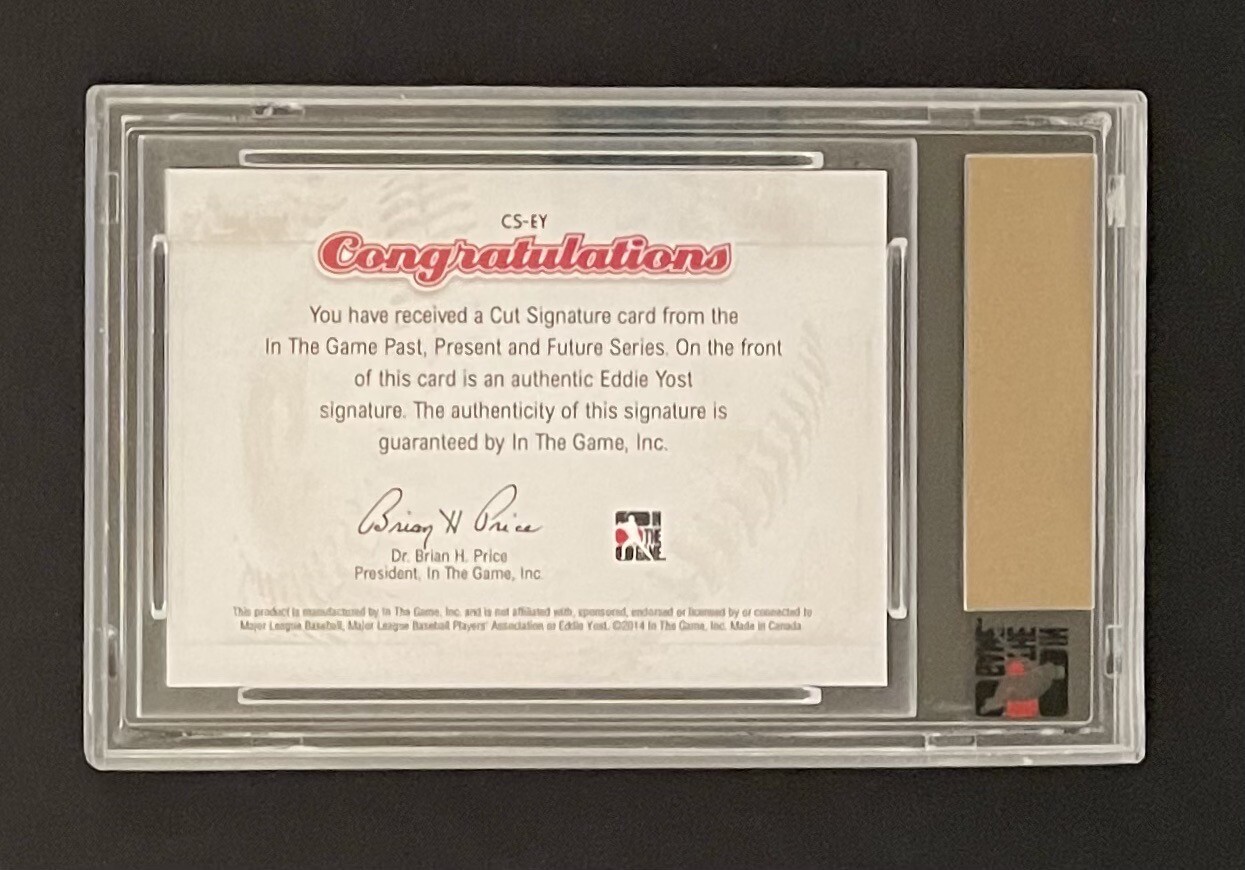 CS-EY
Congratulations
You have received a Cut Signature card from the
In The Game Past, Present and Future Series. On the front
of this card is an authentic Eddie Yost
signature. The authenticity of this signature is
guaranteed by In The Game, Inc.
Brian H Price
IN
THE
GAME
Dr. Brian H. Price
President, In The Game, Inc.
This product is manufactured by In The Game, Inc. and is not affiliated with, sponsored, endorsed or licensed by or connected to
Major League Baseball, Major League Baseball Players' Association or Eddie Yost. ©2014 In The Game, Inc. Made in Canada
IN
THE
GAME